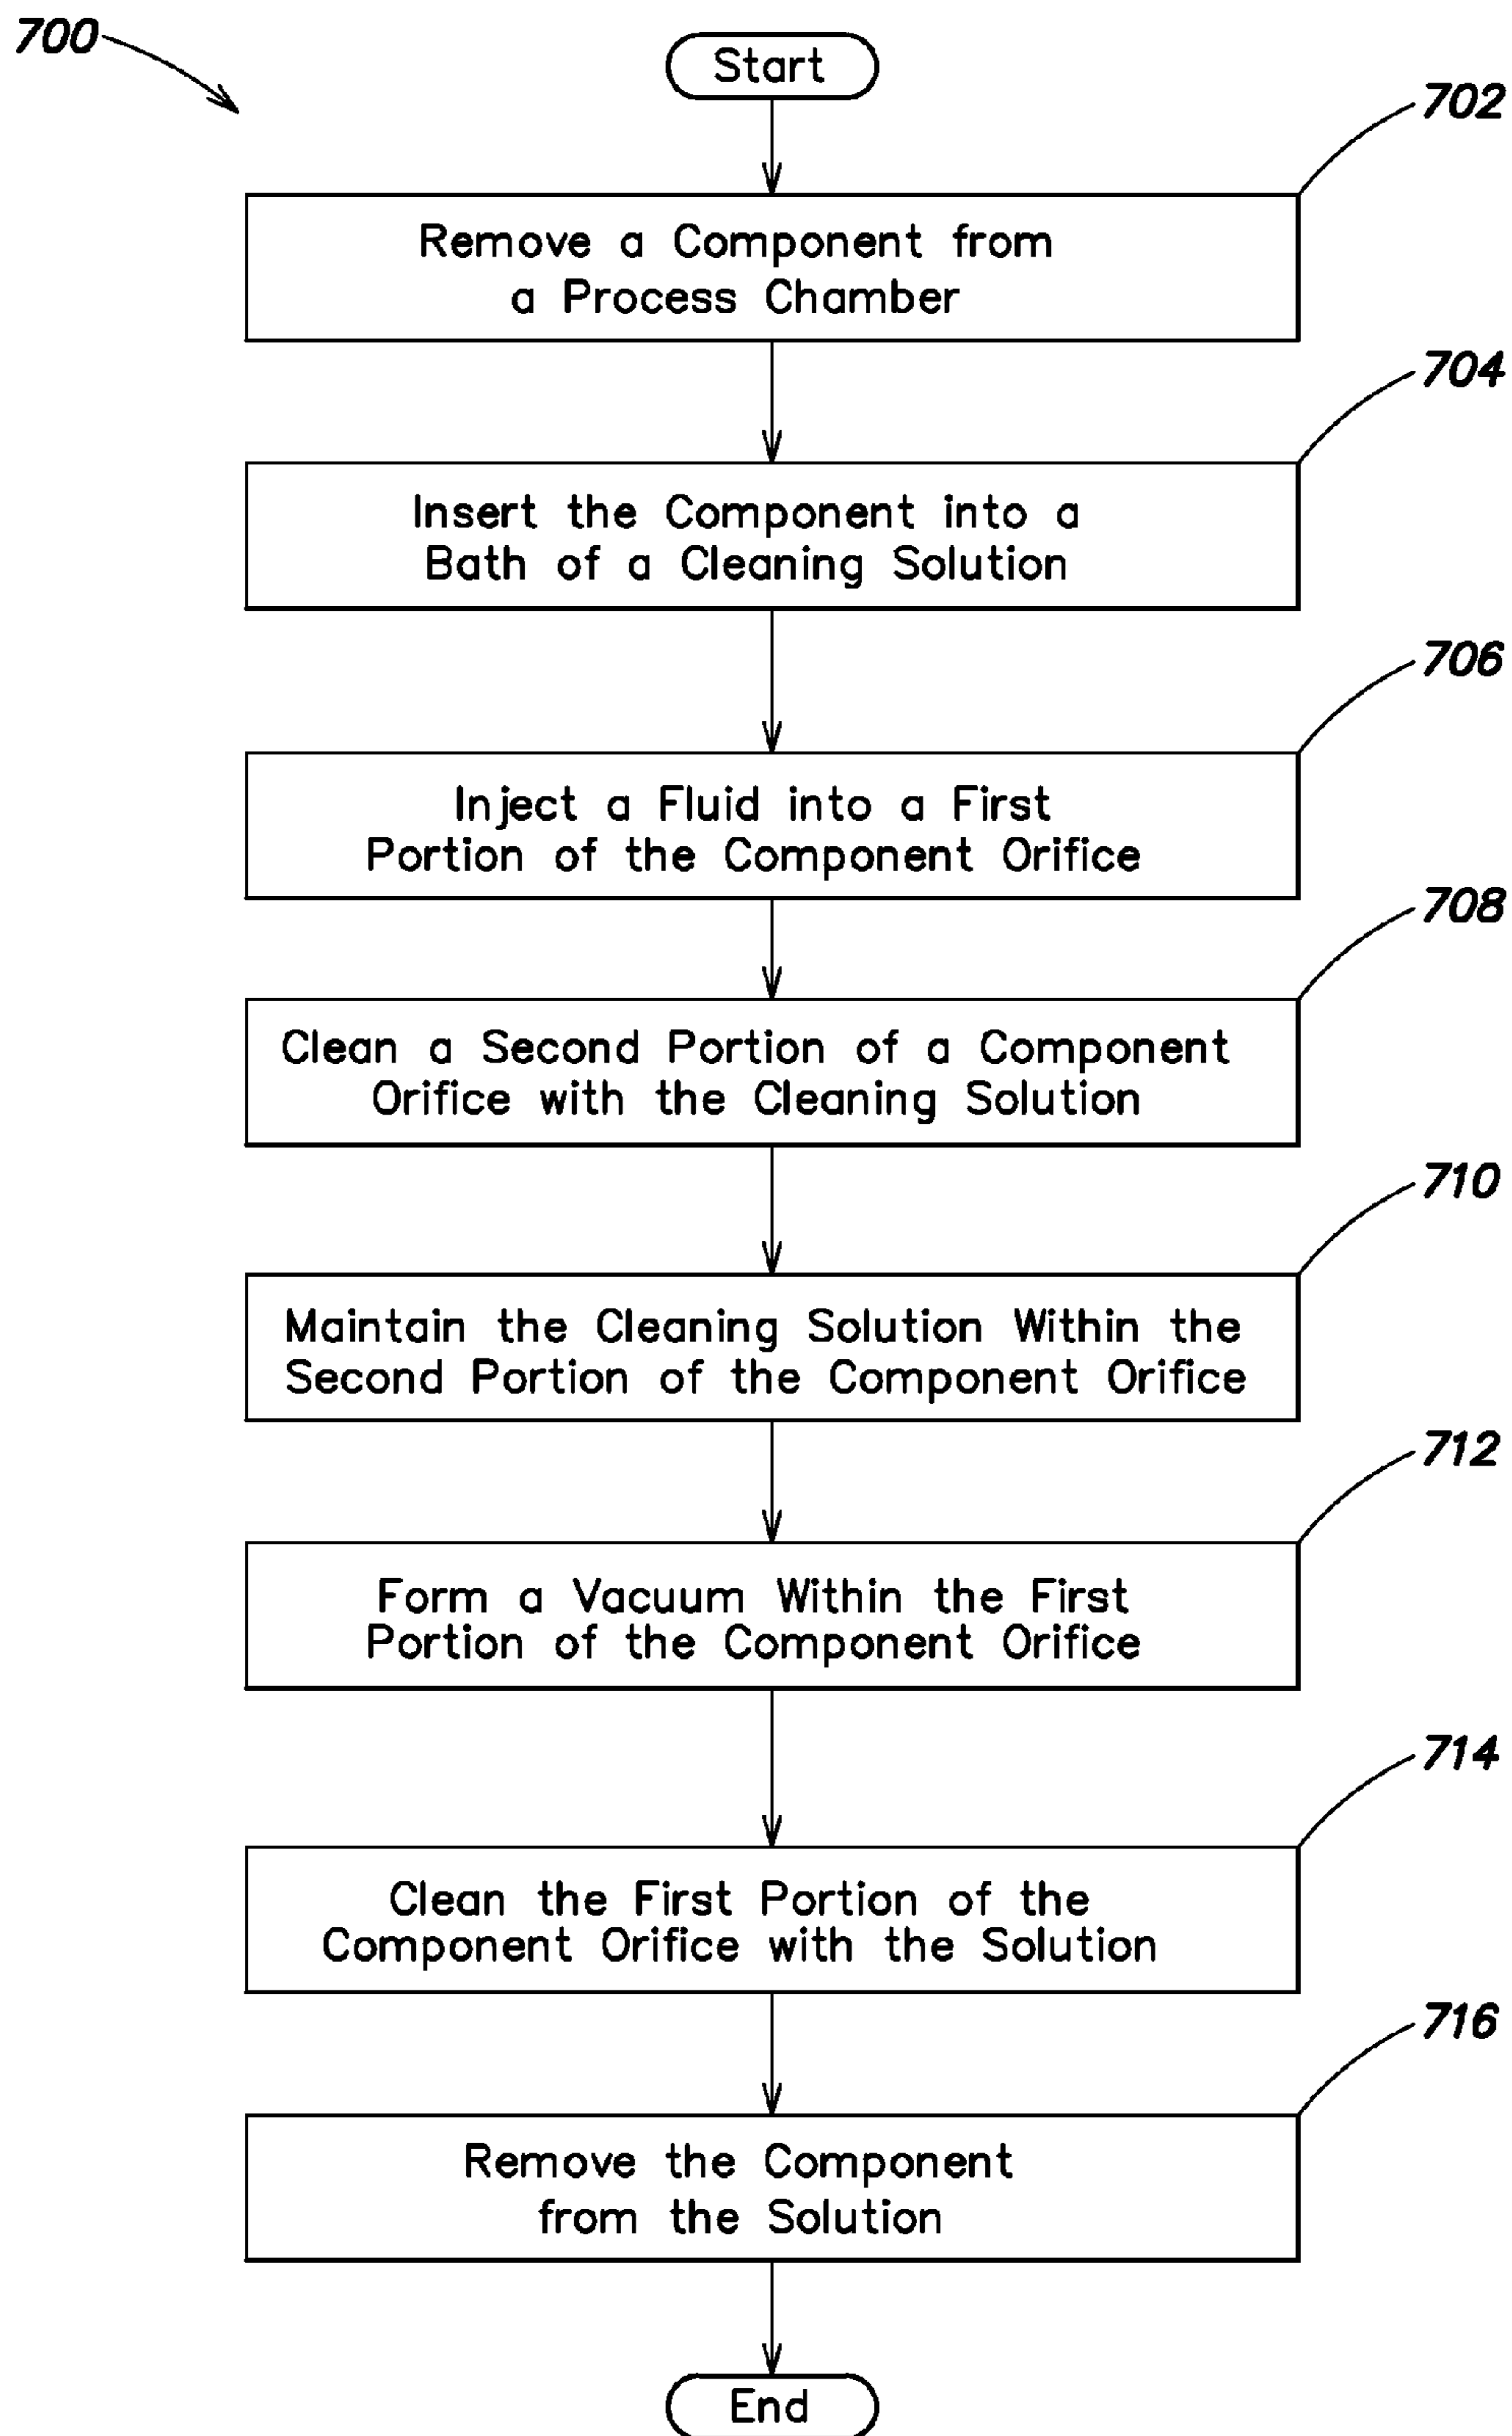 700
Start
702
Remove a Component from
a Process Chamber
704
Insert the Component into a
Bath of a Cleaning Solution
706
Inject a Fluid into a First
Portion of the Component Orifice
708
Clean a Second Portion of a Component
Orifice with the Cleaning Solution
710
Maintain the Cleaning Solution Within the
Second Portion of the Component Orifice
712
Form a Vacuum Within the First
Portion of the Component Orifice
714
Clean the First Portion of the
Component Orifice with the Solution
716
Remove the Component
from the Solution
End